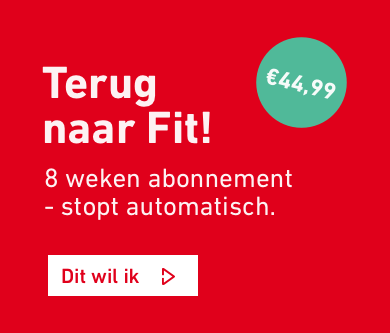 Terug
naar Fit!
€44,99
8 weken abonnement
- stopt automatisch.
Dit wil ik